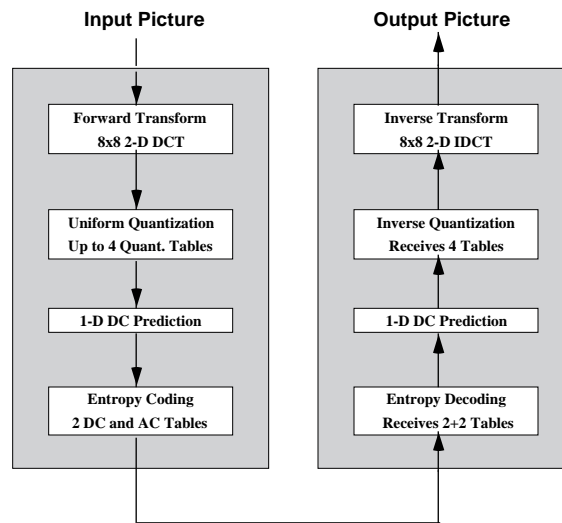 Input Picture
Forward Transform
8x8 2-D DCT
Uniform Quantization
Up to 4 Quant. Tables
1-D DC Prediction
Entropy Coding
2 DC and AC Tables
Output Picture
Inverse Transform
8x8 2-D IDCT
Inverse Quantization
Receives 4 Tables
1-D DC Prediction
Entropy Decoding
Receives 2+2 Tables